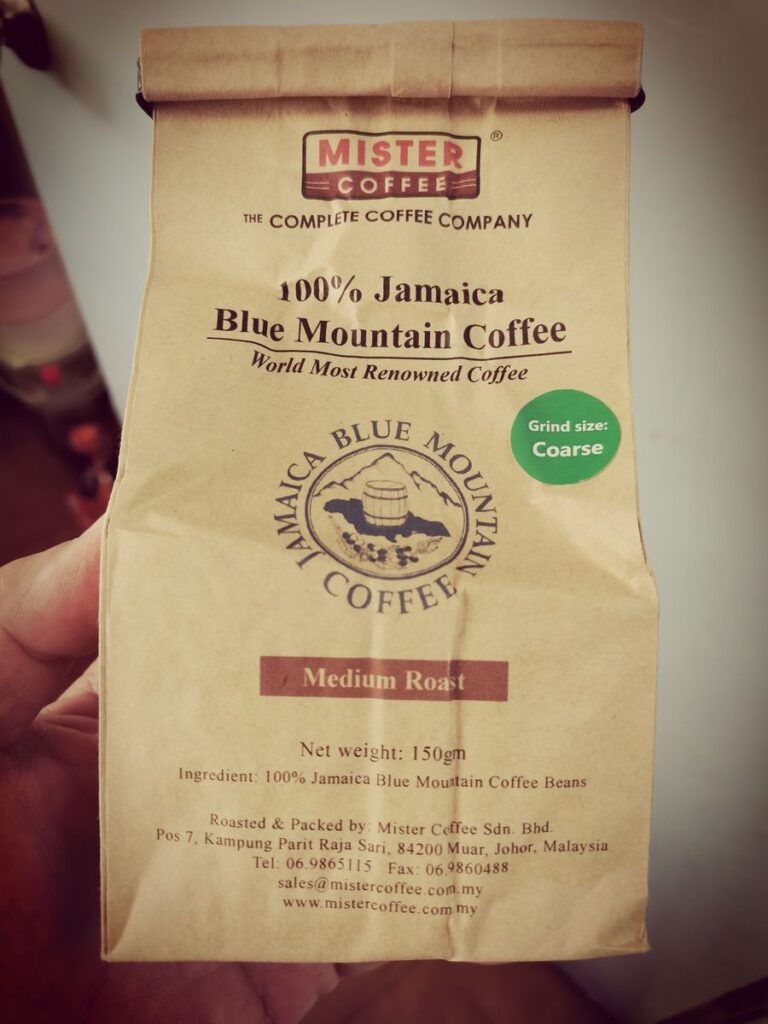 MISTER ®
COFFEE
THE COMPLETE COFFEE COMPANY
100% Jamaica
Blue Mountain Coffee
World Most Renowned Coffee
Grind size:
Coarse
JAMAICA BLUE MOUNTAIN
COFFEE
Medium Roast
Net weight: 150gm
Ingredient: 100% Jamaica Blue Mountain Coffee Beans
Roasted & Packed by: Mister Coffee Sdn. Bhd.
Pos 7, Kampung Parit Raja Sari, 84200 Muar, Johor, Malaysia
Tel: 06.9865115 Fax: 06.9860488
sales@mistercoffee.com.my
www.mistercoffee.com.my